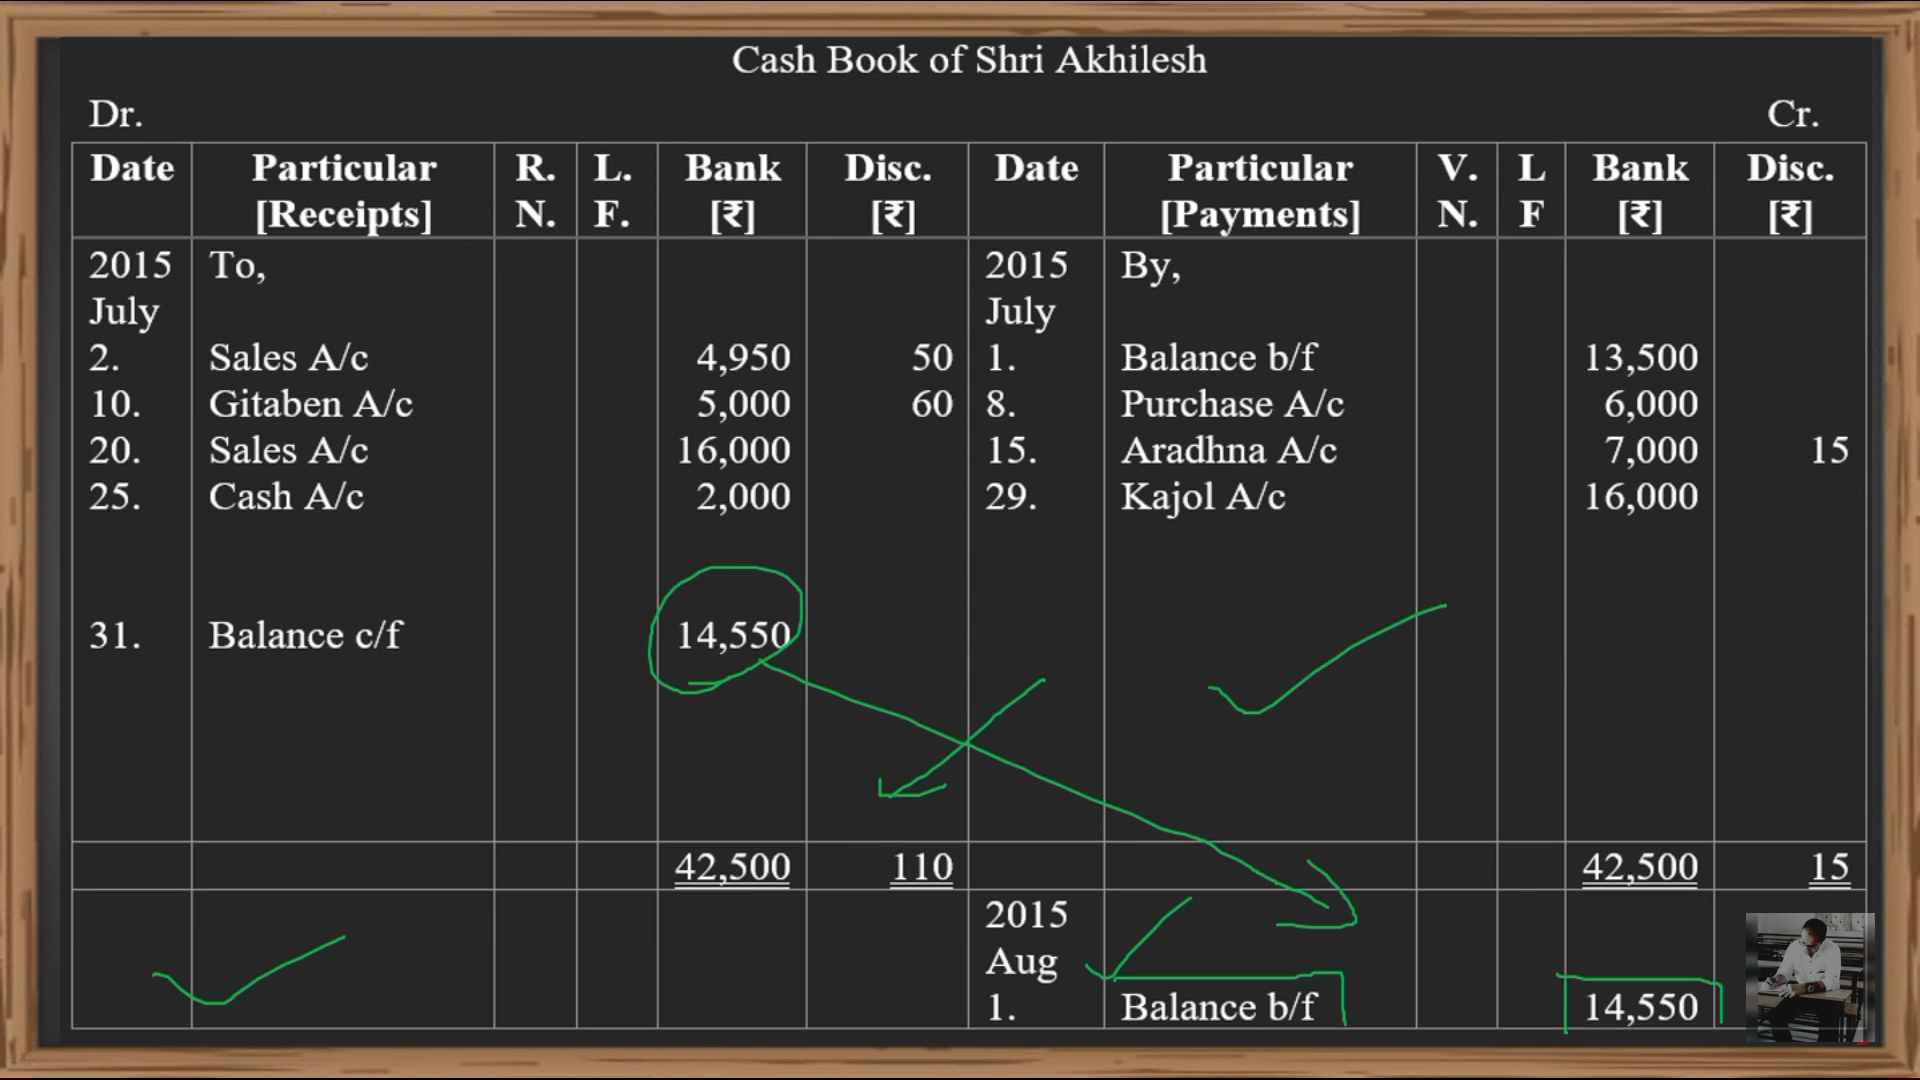 Cash Book of Shri Akhilesh
Dr. Cr.
Date Particular R. L. Bank Disc. Date Particular V. L Bank Disc.
[Receipts] N. F. [₹] [₹] [Payments] N. F [₹] [₹]
2015 To, 2015 By,
July July
2. Sales A/c 4,950 50 1. Balance b/f 13,500
10. Gitaben A/c 5,000 60 8. Purchase A/c 6,000
20. Sales A/c 16,000 15. Aradhna A/c 7,000 15
25. Cash A/c 2,000 29. Kajol A/c 16,000
31. Balance c/f 14,550
42,500 110 42,500 15
2015
Aug
1. Balance b/f 14,550